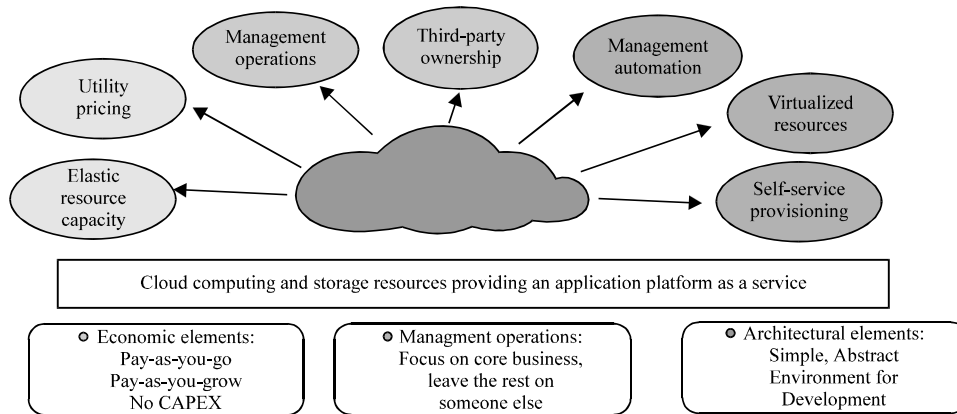 Management
operations
Third-party
ownership
Management
automation
Utility
pricing
Virtualized
resources
Elastic
resource
capacity
Self-service
provisioning
Cloud computing and storage resources providing an application platform as a service
Economic elements:
Pay-as-you-go
Pay-as-you-grow
No CAPEX
Managment operations:
Focus on core business,
leave the rest on
someone else
Architectural elements:
Simple, Abstract
Environment for
Development